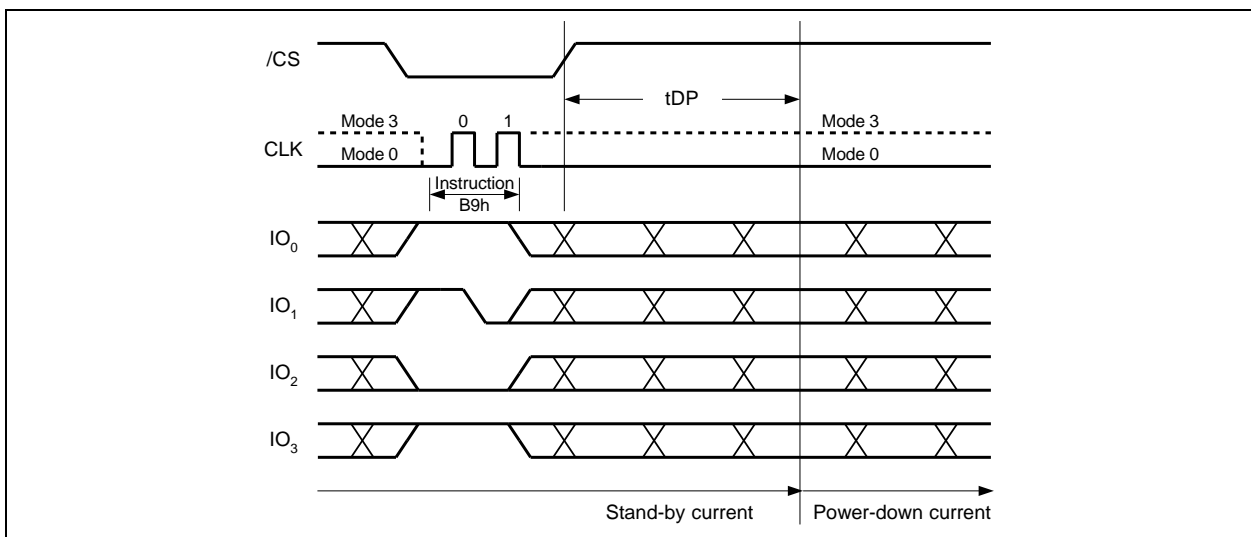 /CS
tDP
Mode 3 0 1 Mode 3
CLK
Mode 0 Mode 0
Instruction
B9h
IO0
IO1
IO2
IO3
Stand-by current Power-down current